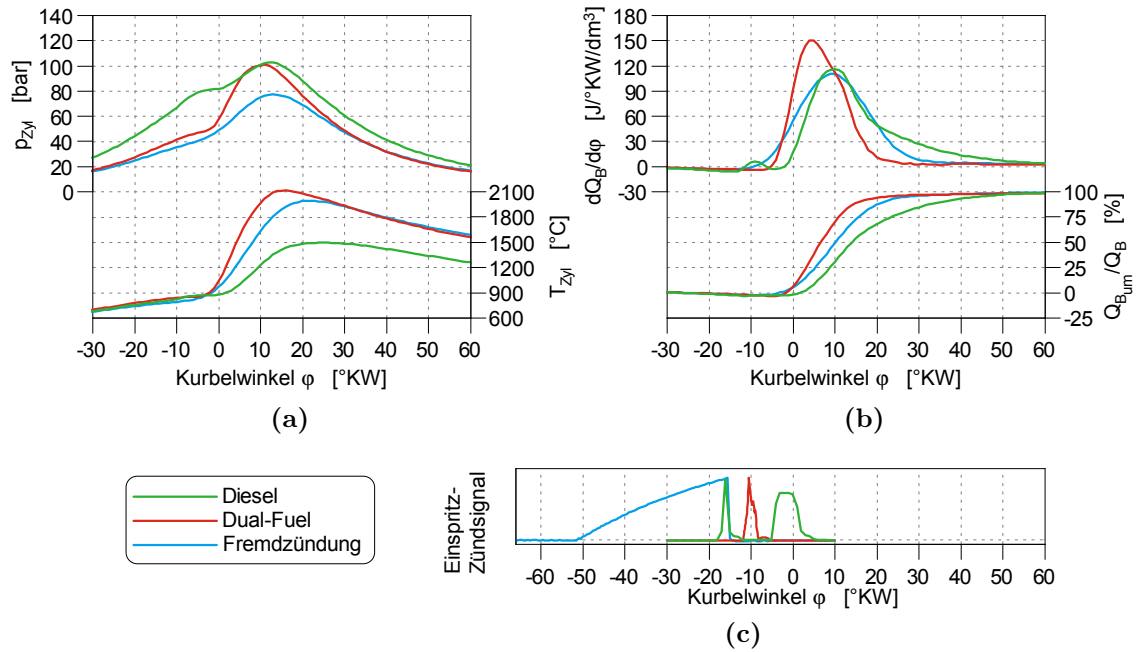 140
120
100
80
60
40
20
0
p_Zyl [bar]
2100
1800
1500
1200
900
600
T_Zyl [°C]
-30 -20 -10 0 10 20 30 40 50 60
Kurbelwinkel φ [°KW]
(a)
180
150
120
90
60
30
0
-30
dQ_B/dφ [J/°KW/dm³]
100
75
50
25
0
-25
Q_B_um/Q_B [%]
-30 -20 -10 0 10 20 30 40 50 60
Kurbelwinkel φ [°KW]
(b)
Diesel
Dual-Fuel
Fremdzündung
Einspritz-
Zündsignal
-60 -50 -40 -30 -20 -10 0 10 20 30 40 50 60
Kurbelwinkel φ [°KW]
(c)